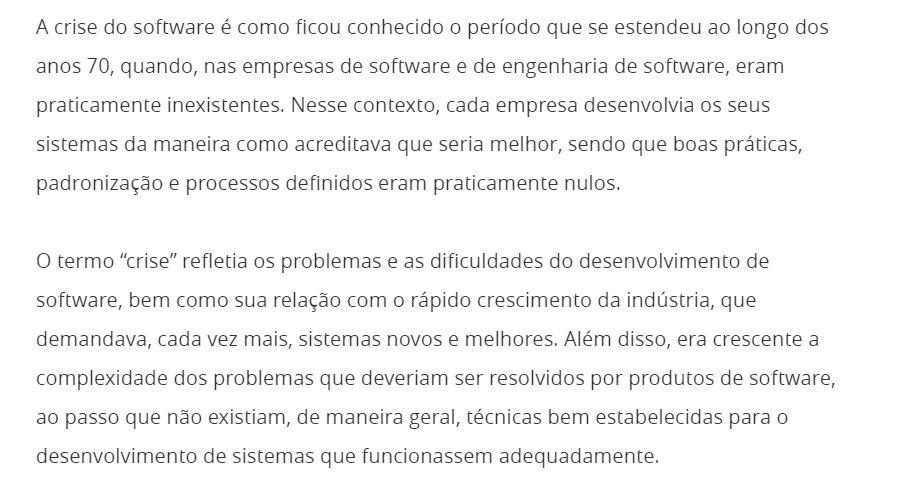 A crise do software é como ficou conhecido o período que se estendeu ao longo dos
anos 70, quando, nas empresas de software e de engenharia de software, eram
praticamente inexistentes. Nesse contexto, cada empresa desenvolvia os seus
sistemas da maneira como acreditava que seria melhor, sendo que boas práticas,
padronização e processos definidos eram praticamente nulos.
O termo “crise” refletia os problemas e as dificuldades do desenvolvimento de
software, bem como sua relação com o rápido crescimento da indústria, que
demandava, cada vez mais, sistemas novos e melhores. Além disso, era crescente a
complexidade dos problemas que deveriam ser resolvidos por produtos de software,
ao passo que não existiam, de maneira geral, técnicas bem estabelecidas para o
desenvolvimento de sistemas que funcionassem adequadamente.